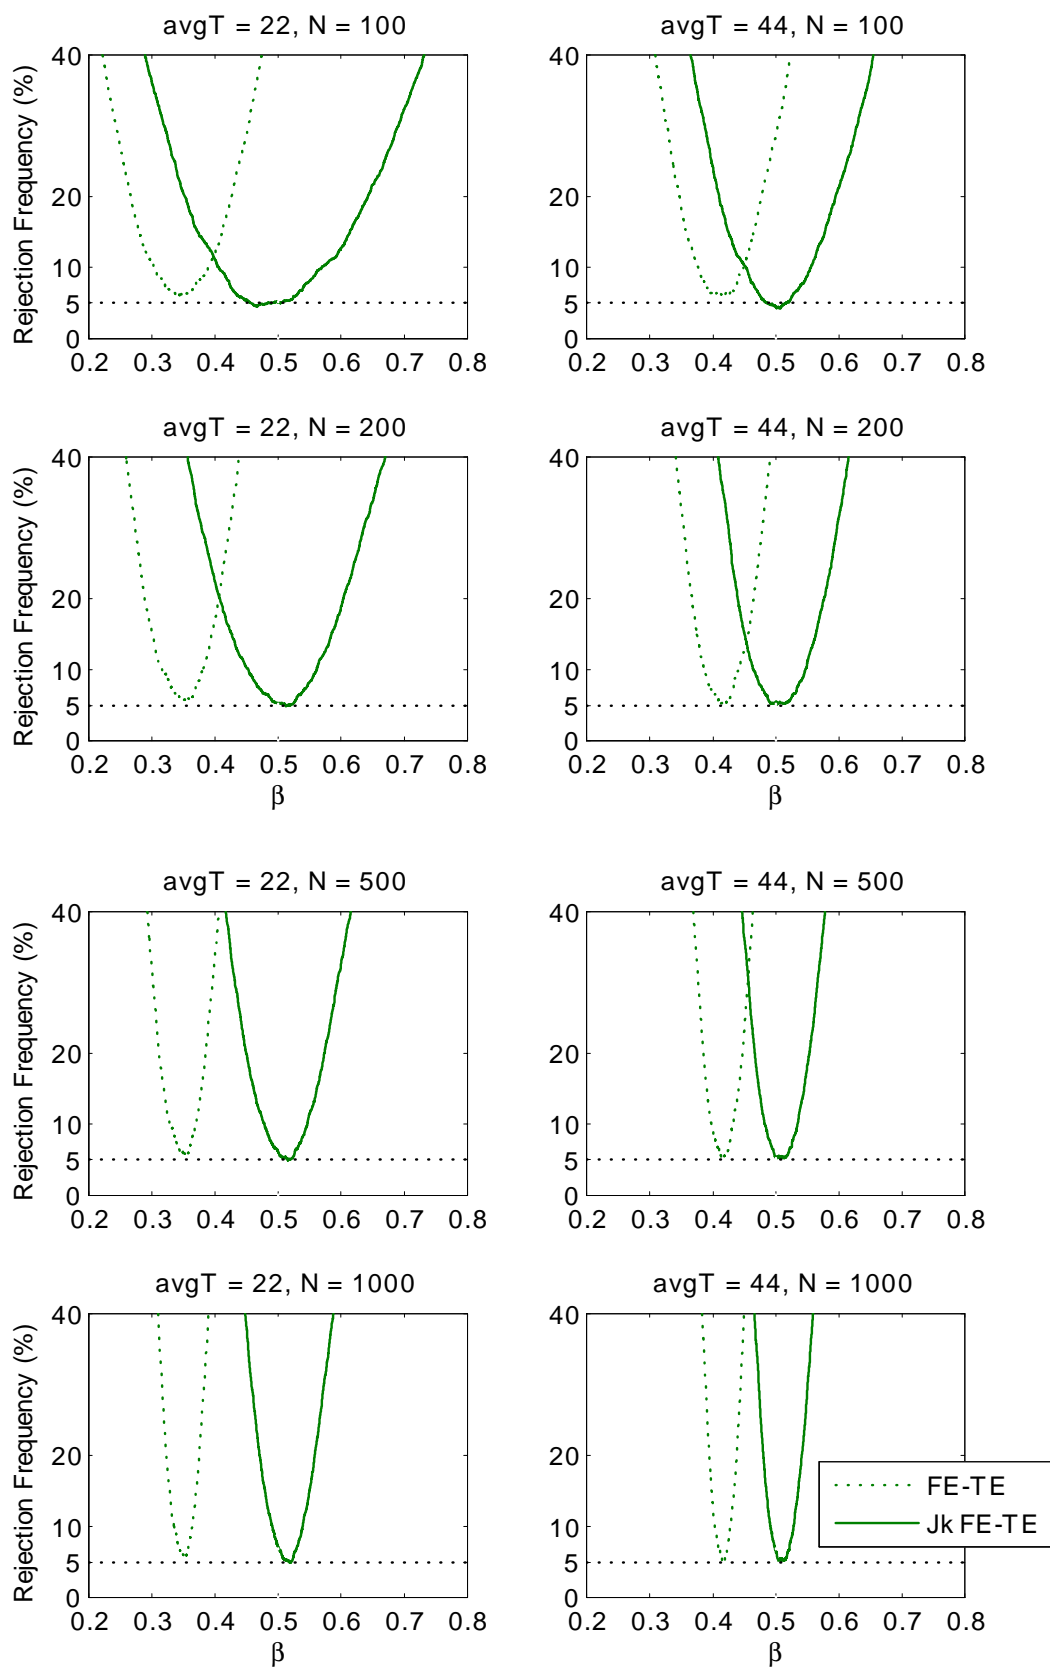 avgT = 22, N = 100
avgT = 44, N = 100
Rejection Frequency (%)
40
20
10
5
0
0.2 0.3 0.4 0.5 0.6 0.7 0.8
40
20
10
5
0
0.2 0.3 0.4 0.5 0.6 0.7 0.8
avgT = 22, N = 200
avgT = 44, N = 200
Rejection Frequency (%)
40
20
10
5
0
0.2 0.3 0.4 0.5 0.6 0.7 0.8
β
40
20
10
5
0
0.2 0.3 0.4 0.5 0.6 0.7 0.8
β
avgT = 22, N = 500
avgT = 44, N = 500
Rejection Frequency (%)
40
20
10
5
0
0.2 0.3 0.4 0.5 0.6 0.7 0.8
40
20
10
5
0
0.2 0.3 0.4 0.5 0.6 0.7 0.8
avgT = 22, N = 1000
avgT = 44, N = 1000
Rejection Frequency (%)
40
20
10
5
0
0.2 0.3 0.4 0.5 0.6 0.7 0.8
β
40
20
10
5
0
0.2 0.3 0.4 0.5 0.6 0.7 0.8
β
FE-TE
Jk FE-TE